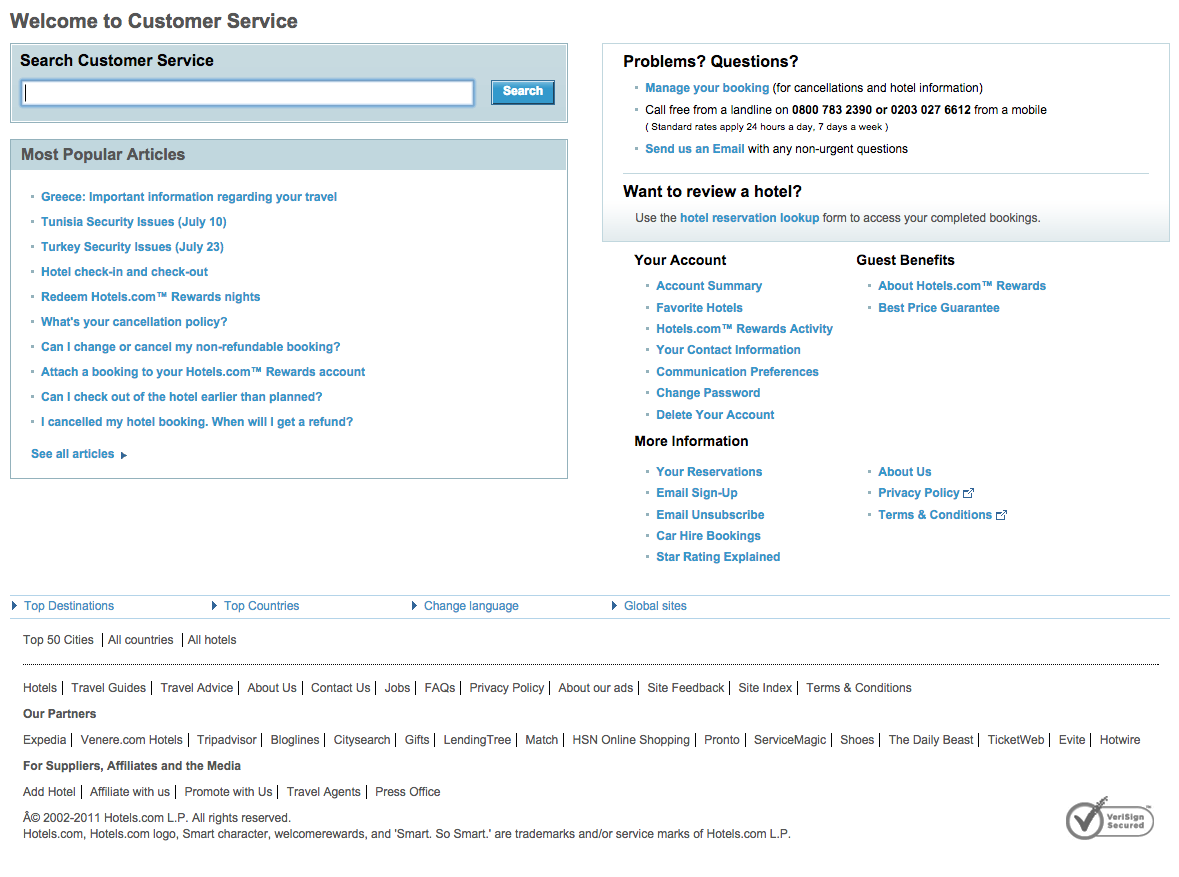 Welcome to Customer Service
Search Customer Service
Search
Most Popular Articles
Greece: Important information regarding your travel
Tunisia Security Issues (July 10)
Turkey Security Issues (July 23)
Hotel check-in and check-out
Redeem Hotels.com™ Rewards nights
What's your cancellation policy?
Can I change or cancel my non-refundable booking?
Attach a booking to your Hotels.com™ Rewards account
Can I check out of the hotel earlier than planned?
I cancelled my hotel booking. When will I get a refund?
See all articles
Problems? Questions?
Manage your booking (for cancellations and hotel information)
Call free from a landline on 0800 783 2390 or 0203 027 6612 from a mobile
( Standard rates apply 24 hours a day, 7 days a week )
Send us an Email with any non-urgent questions
Want to review a hotel?
Use the hotel reservation lookup form to access your completed bookings.
Your Account
Account Summary
Favorite Hotels
Hotels.com™ Rewards Activity
Your Contact Information
Communication Preferences
Change Password
Delete Your Account
Guest Benefits
About Hotels.com™ Rewards
Best Price Guarantee
More Information
Your Reservations
Email Sign-Up
Email Unsubscribe
Car Hire Bookings
Star Rating Explained
About Us
Privacy Policy
Terms & Conditions
Top Destinations Top Countries Change language Global sites
Top 50 Cities | All countries | All hotels
Hotels | Travel Guides | Travel Advice | About Us | Contact Us | Jobs | FAQs | Privacy Policy | About our ads | Site Feedback | Site Index | Terms & Conditions
Our Partners
Expedia | Venere.com Hotels | Tripadvisor | Bloglines | Citysearch | Gifts | LendingTree | Match | HSN Online Shopping | Pronto | ServiceMagic | Shoes | The Daily Beast | TicketWeb | Evite | Hotwire
For Suppliers, Affiliates and the Media
Add Hotel | Affiliate with us | Promote with Us | Travel Agents | Press Office
Â© 2002-2011 Hotels.com L.P. All rights reserved.
Hotels.com, Hotels.com logo, Smart character, welcomerewards, and 'Smart. So Smart.' are trademarks and/or service marks of Hotels.com L.P.
VeriSign
Secured